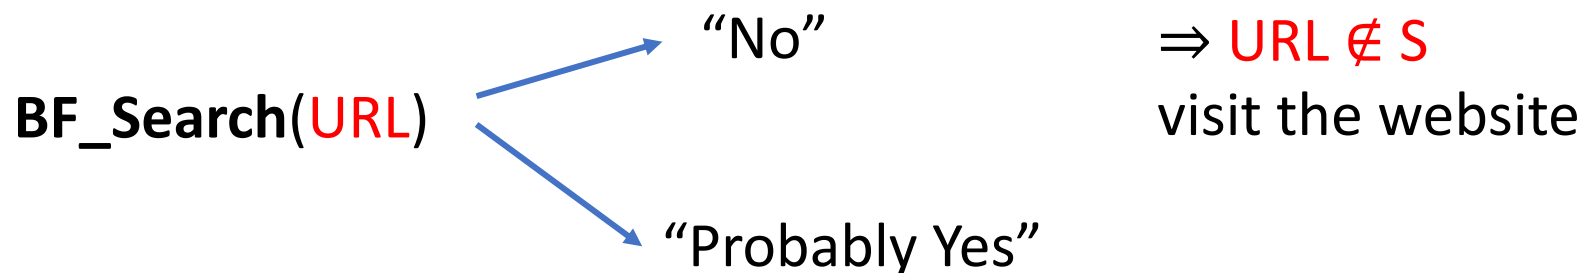 “No”
⇒ URL ∉ S
BF_Search(URL)
visit the website
“Probably Yes”